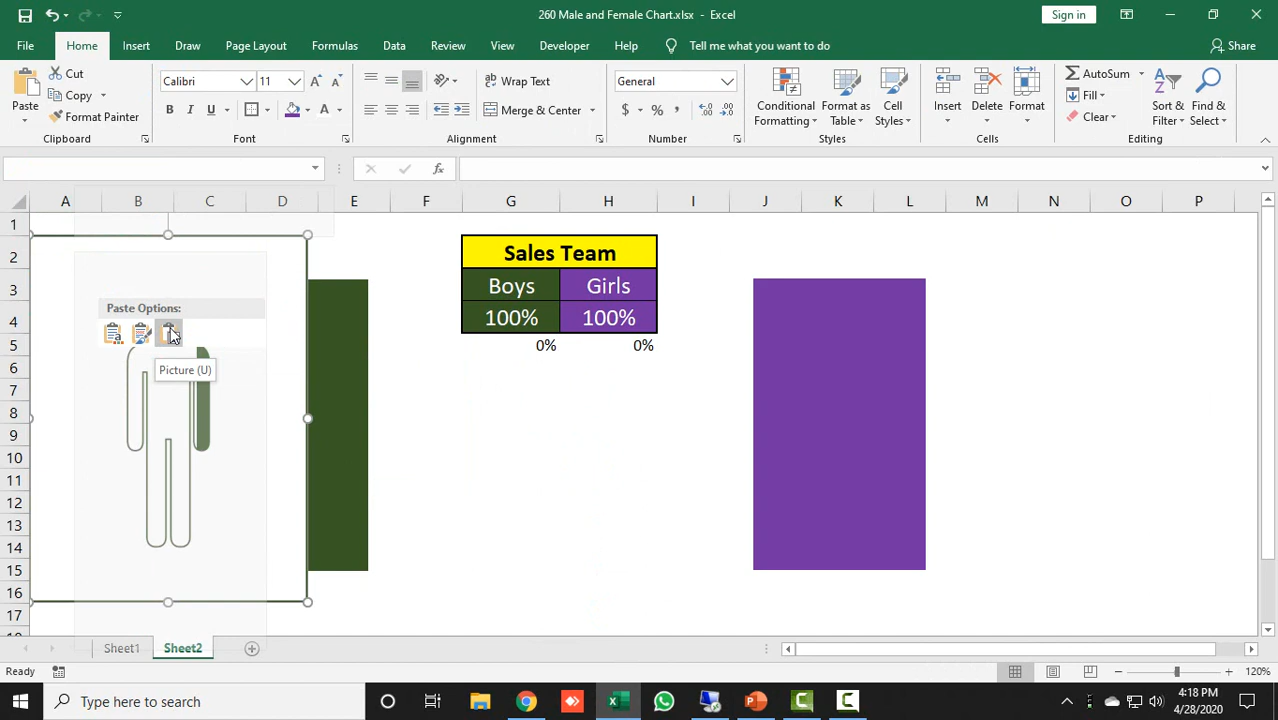 260 Male and Female Chart.xlsx - Excel
Sign in
File Home Insert Draw Page Layout Formulas Data Review View Developer Help Tell me what you want to do Share
Paste Cut Copy Format Painter
Clipboard
Calibri 11 A A
B I U A
Font
ab Wrap Text
Merge & Center
Alignment
General
$ % ,
Number
Conditional Formatting Format as Table Cell Styles
Styles
Insert Delete Format
Cells
AutoSum Fill Clear
Sort & Filter Find & Select
Editing
fx
A B C D E F G H I J K L M N O P
1
2 Sales Team
3 Boys Girls
4 100% 100%
5 0% 0%
6
7
8
9
10
11
12
13
14
15
16
17
Paste Options:
Picture (U)
Sheet1 Sheet2
Ready 120%
Type here to search
4:18 PM
4/28/2020